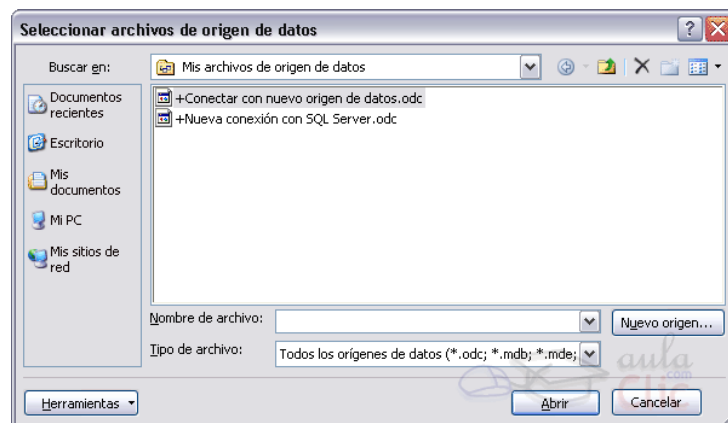 Seleccionar archivos de origen de datos
Buscar en:
Mis archivos de origen de datos
Documentos
recientes
Escritorio
Mis
documentos
Mi PC
Mis sitios de
red
+Conectar con nuevo origen de datos.odc
+Nueva conexión con SQL Server.odc
Nombre de archivo:
Nuevo origen...
Tipo de archivo:
Todos los orígenes de datos (*.odc; *.mdb; *.mde;
aula
Clic
.com
Herramientas
Abrir
Cancelar